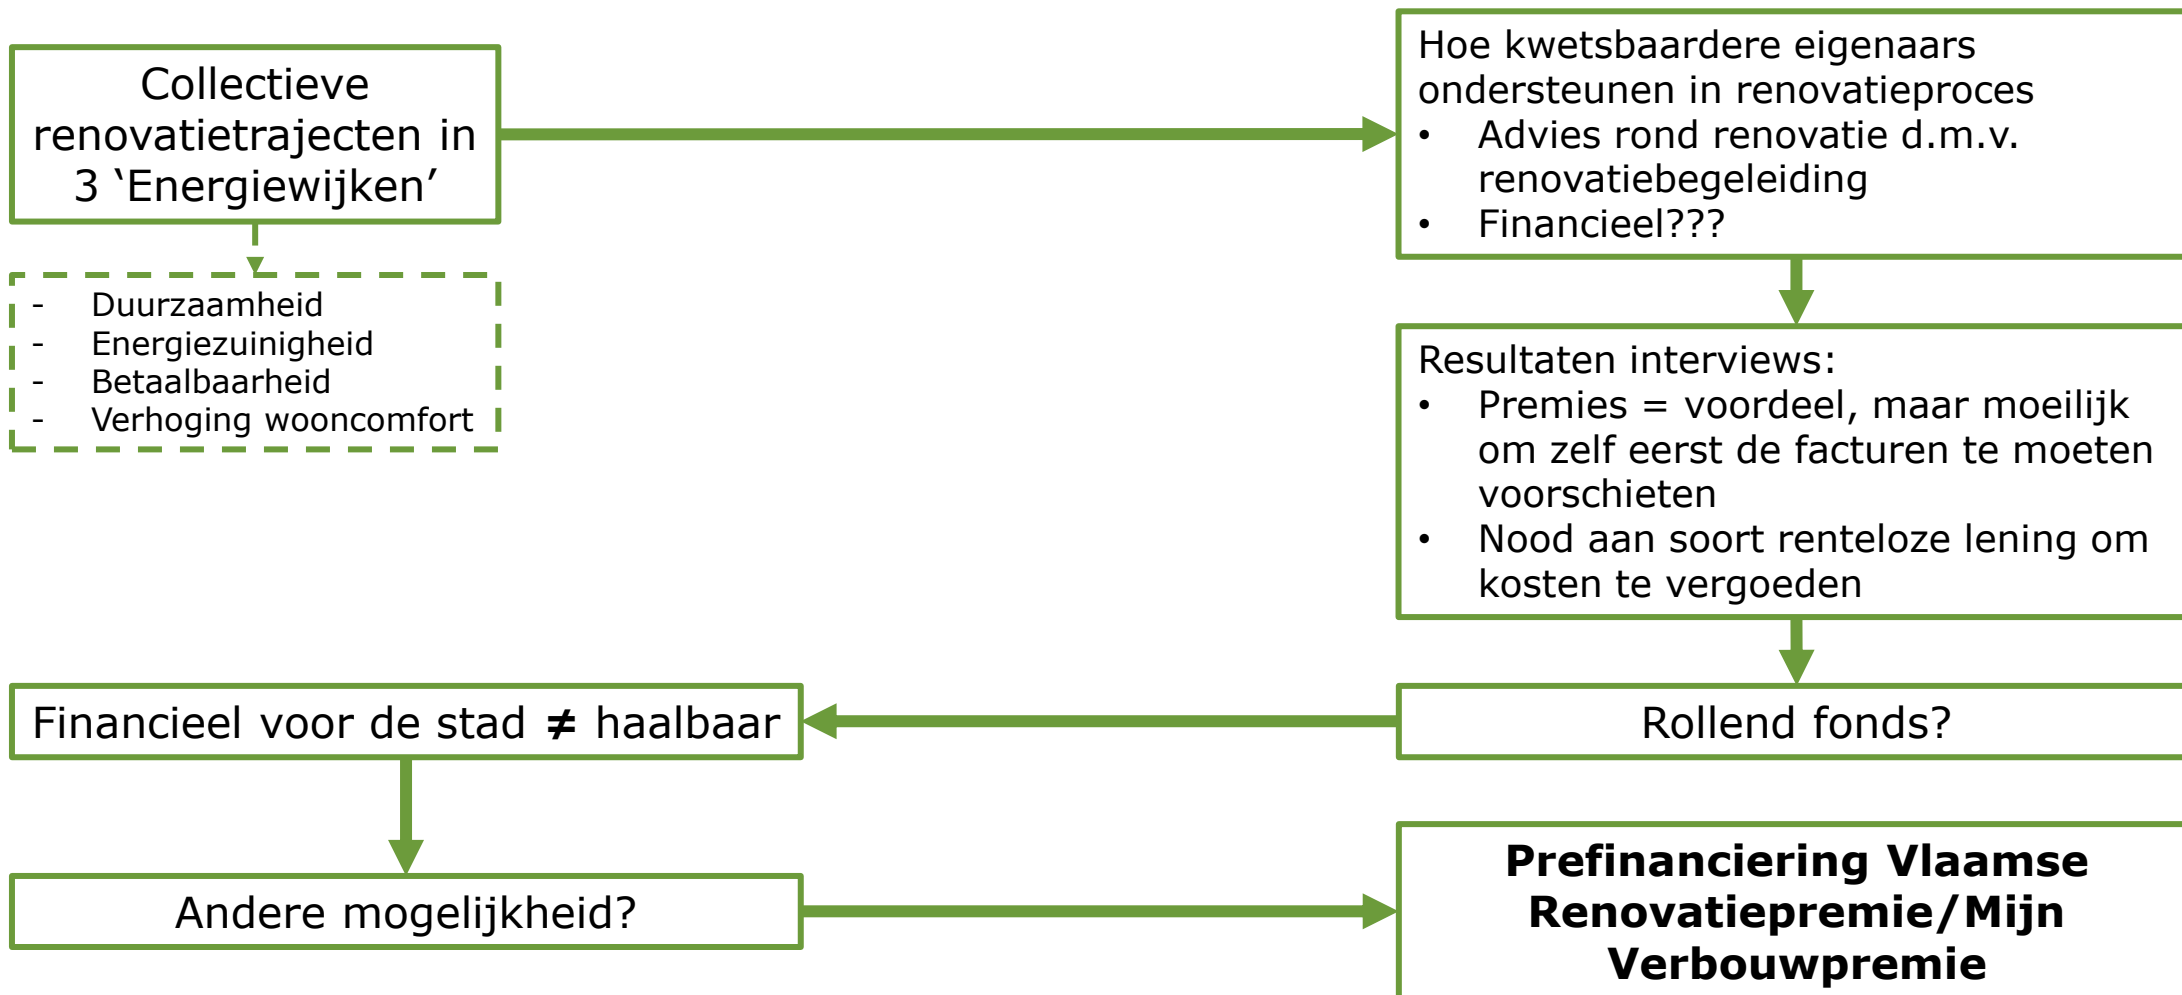 Collectieve
renovatietrajecten in
3 ‘Energiewijken’
- Duurzaamheid
- Energiezuinigheid
- Betaalbaarheid
- Verhoging wooncomfort
Hoe kwetsbaardere eigenaars
ondersteunen in renovatieproces
• Advies rond renovatie d.m.v.
renovatiebegeleiding
• Financieel???
Resultaten interviews:
• Premies = voordeel, maar moeilijk
om zelf eerst de facturen te moeten
voorschieten
• Nood aan soort renteloze lening om
kosten te vergoeden
Rollend fonds?
Financieel voor de stad ≠ haalbaar
Andere mogelijkheid?
Prefinanciering Vlaamse
Renovatiepremie/Mijn
Verbouwpremie